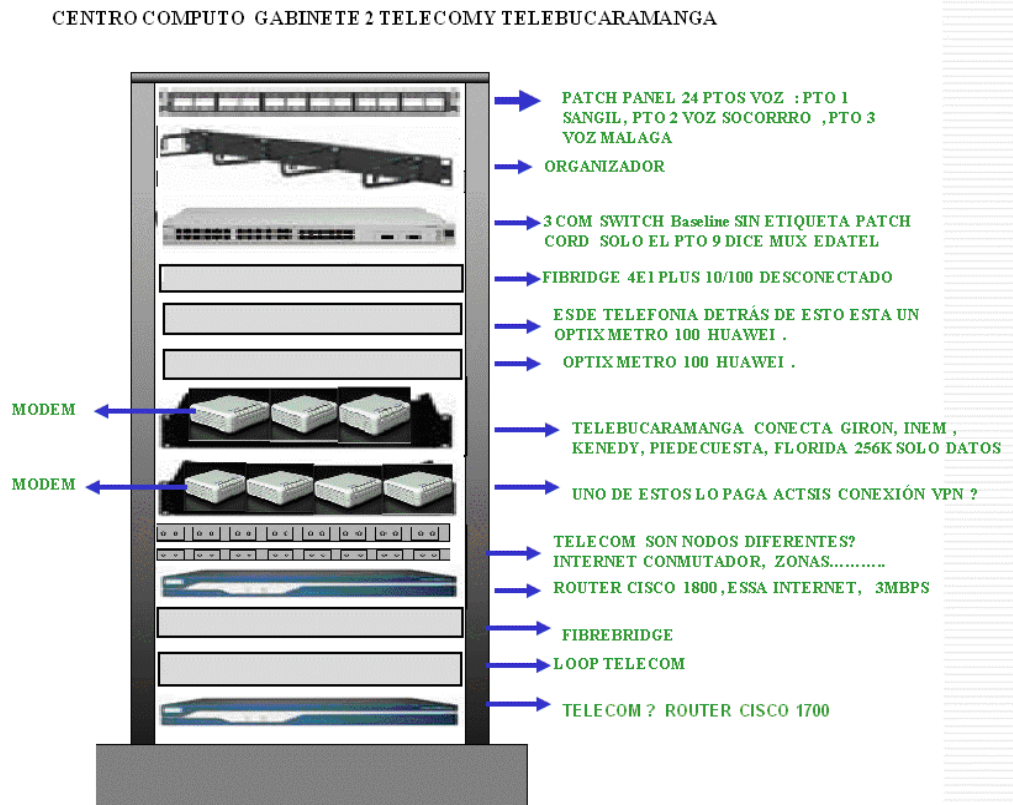 CENTRO COMPUTO GABINETE 2 TELECOMY TELEBUCARAMANGA
PATCH PANEL 24 PTOS VOZ : PTO 1
SANGIL, PTO 2 VOZ SOCORRRO , PTO 3
VOZ MALAGA
ORGANIZADOR
3 COM SWITCH Baseline SIN ETIQUETA PATCH
CORD SOLO EL PTO 9 DICE MUX EDATEL
FIBRIDGE 4E1 PLUS 10/100 DESCONECTADO
ESDE TELEFONIA DETRÁS DE ESTO ESTA UN
OPTIX METRO 100 HUAWEI .
OPTIX METRO 100 HUAWEI .
MODEM
TELEBUCARAMANGA CONECTA GIRON, INEM ,
KENEDY, PIEDECUESTA, FLORIDA 256K SOLO DATOS
MODEM
UNO DE ESTOS LO PAGA ACTSIS CONEXIÓN VPN ?
TELECOM SON NODOS DIFERENTES?
INTERNET CONMUTADOR, ZONAS...........
ROUTER CISCO 1800 , ESSA INTERNET, 3MBPS
FIBREBRIDGE
LOOP TELECOM
TELECOM ? ROUTER CISCO 1700